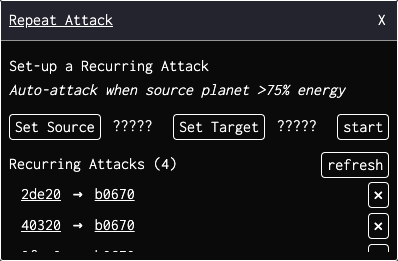 Repeat Attack X
Set-up a Recurring Attack
Auto-attack when source planet >75% energy
Set Source ????? Set Target ????? start
Recurring Attacks (4) refresh
2de20 → b0670 ×
40320 → b0670 ×